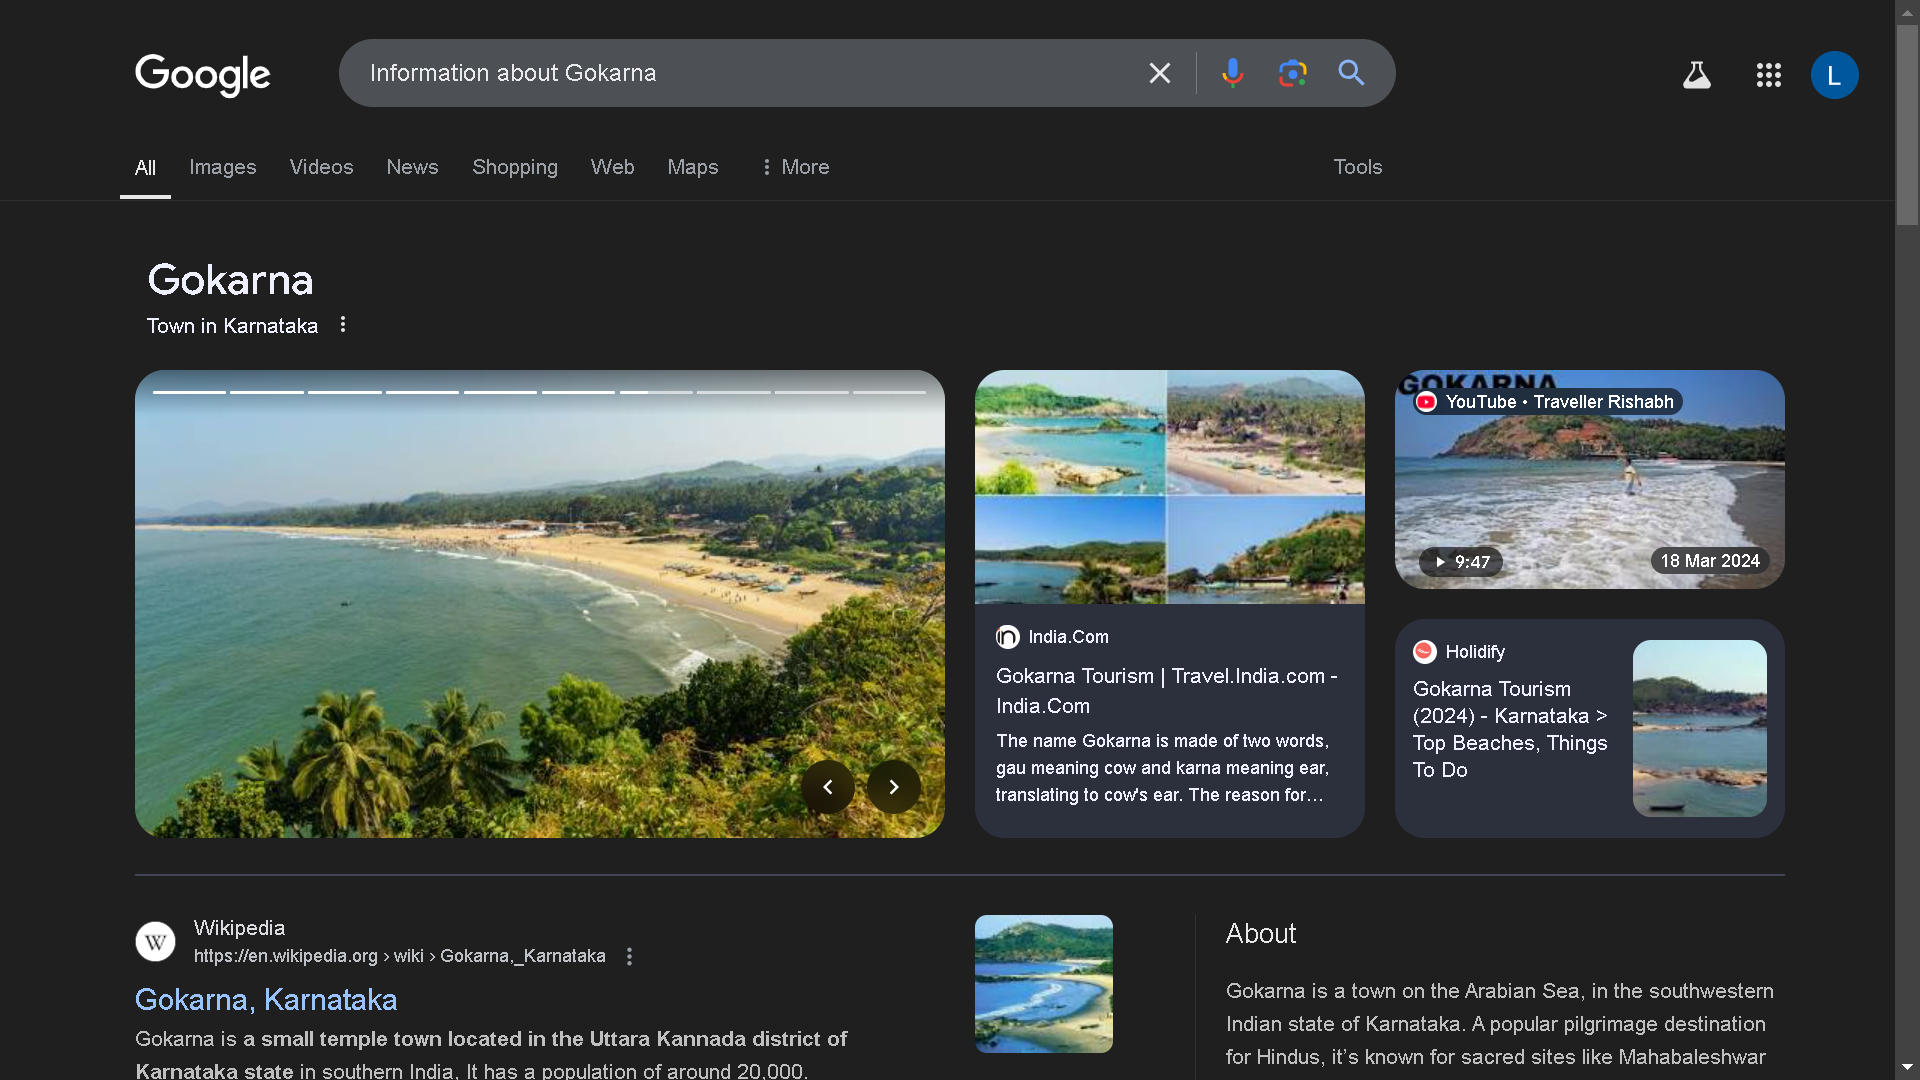 Google
Information about Gokarna
L
All
Images
Videos
News
Shopping
Web
Maps
More
Tools
Gokarna
Town in Karnataka
India.Com
Gokarna Tourism | Travel.India.com -
India.Com
The name Gokarna is made of two words,
gau meaning cow and karna meaning ear,
translating to cow's ear. The reason for...
GOKARNA
YouTube • Traveller Rishabh
9:47
18 Mar 2024
Holidify
Gokarna Tourism
(2024) - Karnataka >
Top Beaches, Things
To Do
W
Wikipedia
https://en.wikipedia.org › wiki › Gokarna,_Karnataka
Gokarna, Karnataka
Gokarna is a small temple town located in the Uttara Kannada district of
Karnataka state in southern India, It has a population of around 20,000.
About
Gokarna is a town on the Arabian Sea, in the southwestern
Indian state of Karnataka. A popular pilgrimage destination
for Hindus, it’s known for sacred sites like Mahabaleshwar